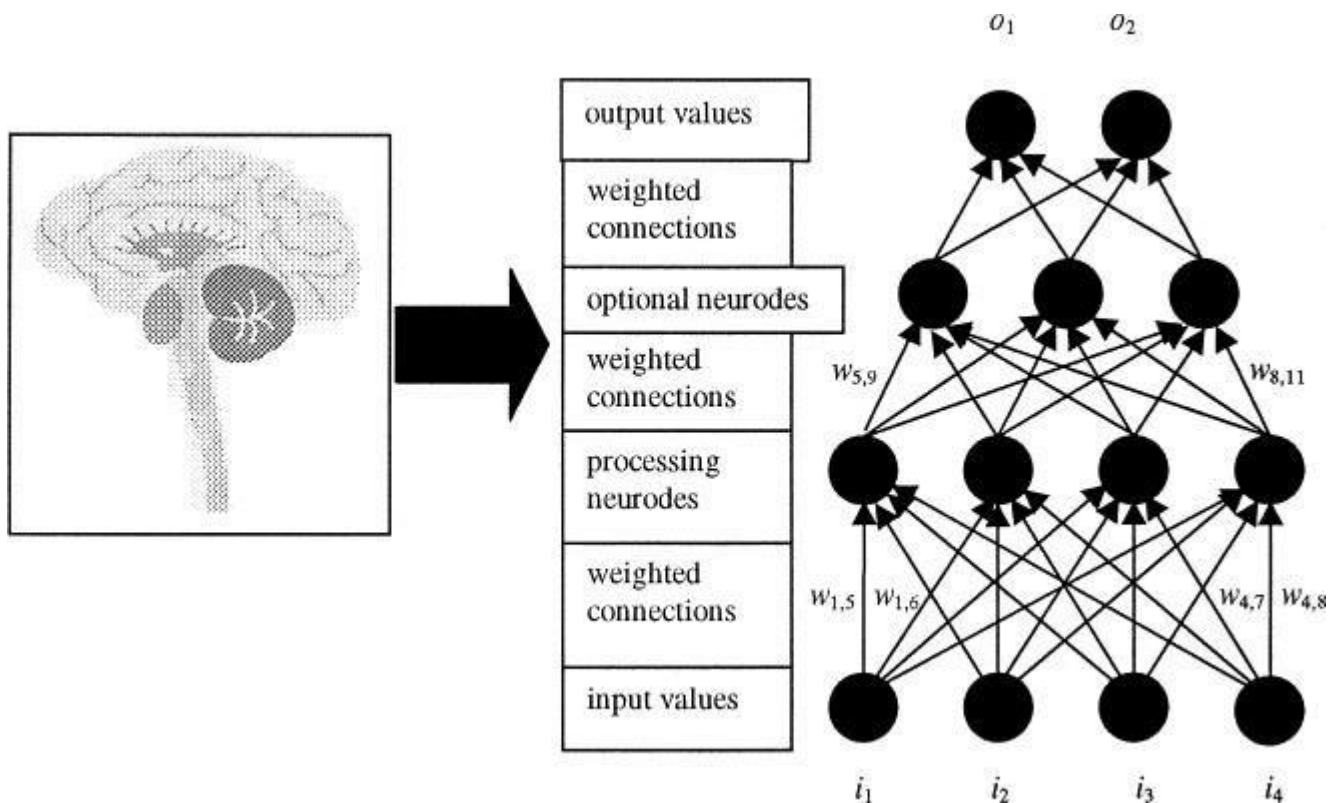 o₁ o₂
output values
weighted
connections
optional neurodes
weighted
connections
w₅,₉ w₈,₁₁
processing
neurodes
weighted
connections
w₁,₅ w₁,₆ w₄,₇ w₄,₈
input values
i₁ i₂ i₃ i₄